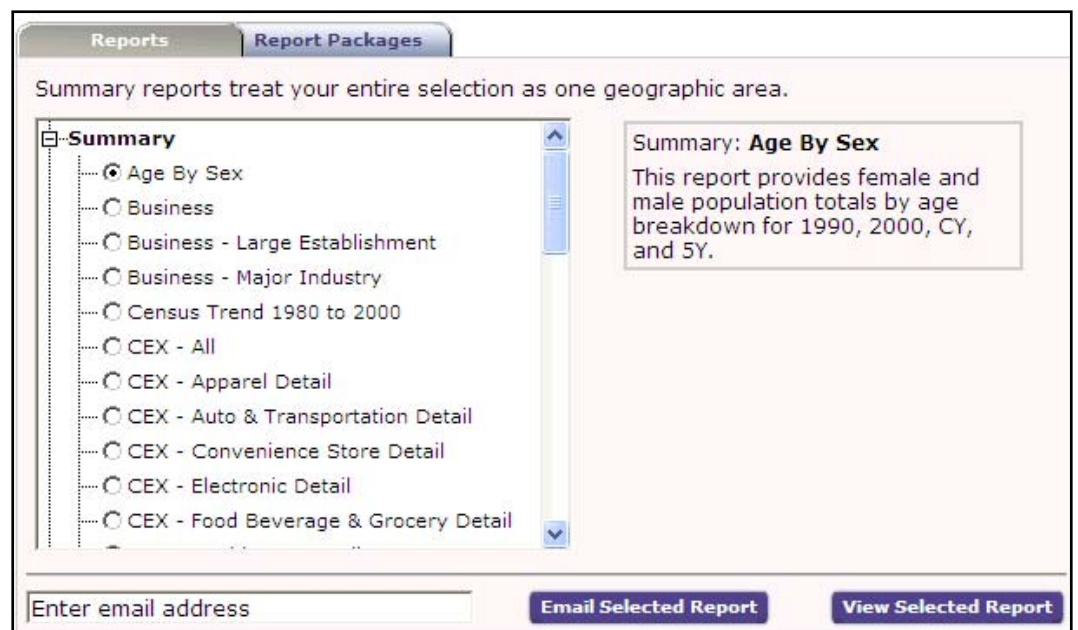 Reports Report Packages
Summary reports treat your entire selection as one geographic area.
Summary
Age By Sex
Business
Business - Large Establishment
Business - Major Industry
Census Trend 1980 to 2000
CEX - All
CEX - Apparel Detail
CEX - Auto & Transportation Detail
CEX - Convenience Store Detail
CEX - Electronic Detail
CEX - Food Beverage & Grocery Detail
Summary: Age By Sex
This report provides female and
male population totals by age
breakdown for 1990, 2000, CY,
and 5Y.
Enter email address
Email Selected Report
View Selected Report